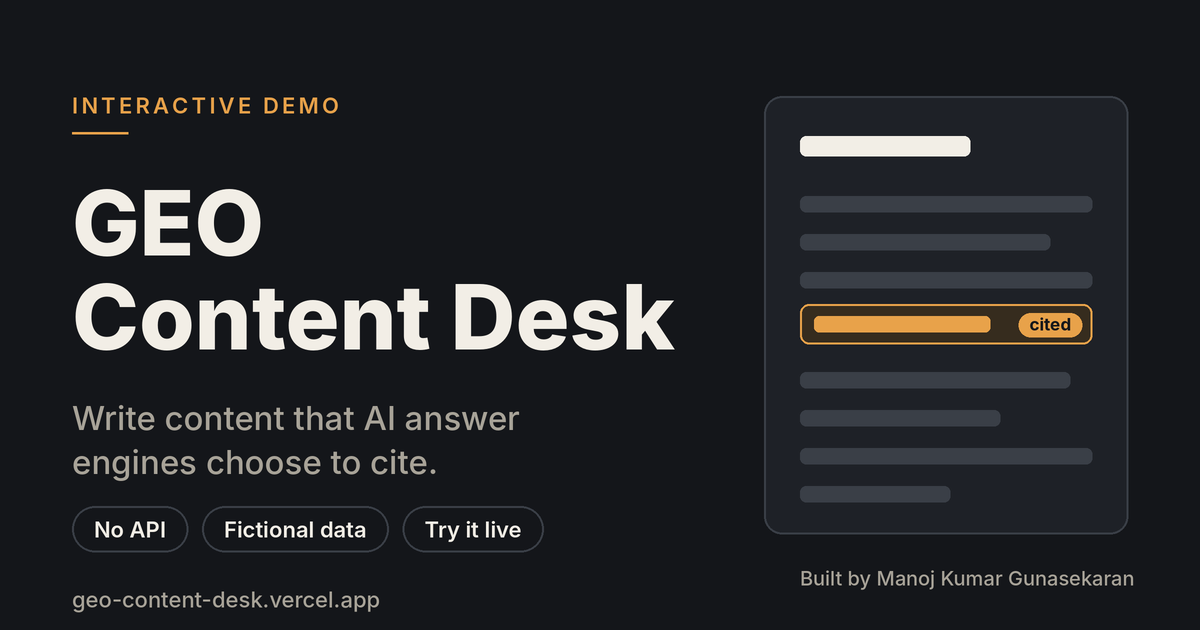 INTERACTIVE DEMO
GEO
Content Desk
Write content that AI answer
engines choose to cite.
No API
Fictional data
Try it live
geo-content-desk.vercel.app
cited
Built by Manoj Kumar Gunasekaran